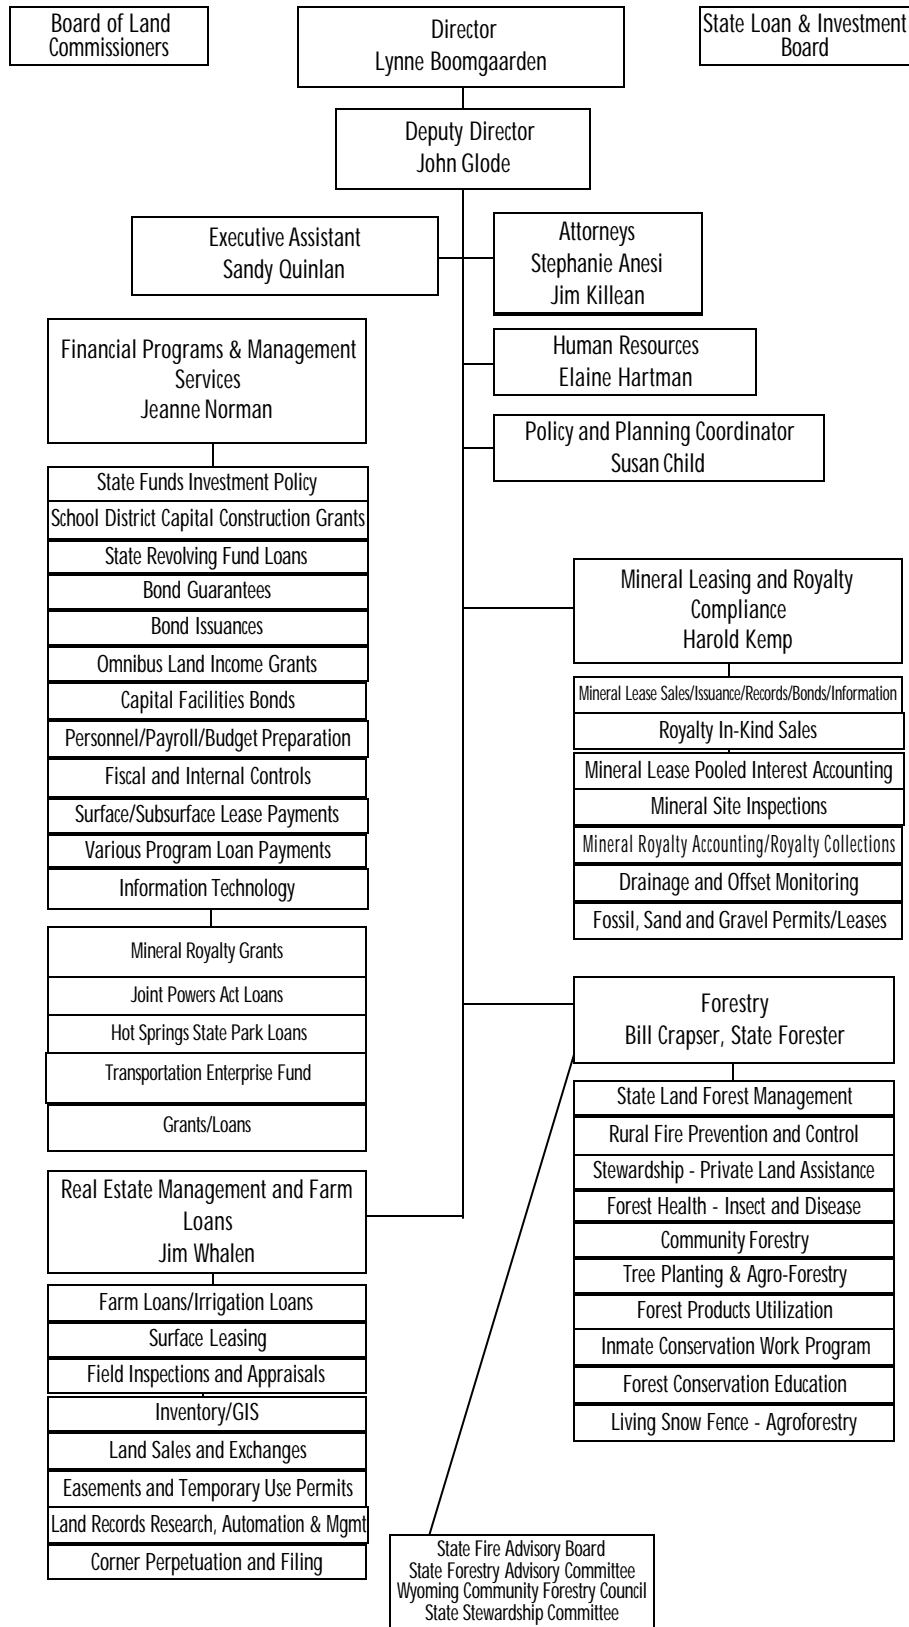 Board of Land
Commissioners
Director
Lynne Boomgaarden
State Loan & Investment
Board
Deputy Director
John Glode
Executive Assistant
Sandy Quinlan
Attorneys
Stephanie Anesi
Jim Killean
Human Resources
Elaine Hartman
Policy and Planning Coordinator
Susan Child
Financial Programs & Management
Services
Jeanne Norman
State Funds Investment Policy
School District Capital Construction Grants
State Revolving Fund Loans
Bond Guarantees
Bond Issuances
Omnibus Land Income Grants
Capital Facilities Bonds
Personnel/Payroll/Budget Preparation
Fiscal and Internal Controls
Surface/Subsurface Lease Payments
Various Program Loan Payments
Information Technology
Mineral Royalty Grants
Joint Powers Act Loans
Hot Springs State Park Loans
Transportation Enterprise Fund
Grants/Loans
Mineral Leasing and Royalty
Compliance
Harold Kemp
Mineral Lease Sales/Issuance/Records/Bonds/Information
Royalty In-Kind Sales
Mineral Lease Pooled Interest Accounting
Mineral Site Inspections
Mineral Royalty Accounting/Royalty Collections
Drainage and Offset Monitoring
Fossil, Sand and Gravel Permits/Leases
Forestry
Bill Crapser, State Forester
State Land Forest Management
Rural Fire Prevention and Control
Stewardship - Private Land Assistance
Forest Health - Insect and Disease
Community Forestry
Tree Planting & Agro-Forestry
Forest Products Utilization
Inmate Conservation Work Program
Forest Conservation Education
Living Snow Fence - Agroforestry
Real Estate Management and Farm
Loans
Jim Whalen
Farm Loans/Irrigation Loans
Surface Leasing
Field Inspections and Appraisals
Inventory/GIS
Land Sales and Exchanges
Easements and Temporary Use Permits
Land Records Research, Automation & Mgmt
Corner Perpetuation and Filing
State Fire Advisory Board
State Forestry Advisory Committee
Wyoming Community Forestry Council
State Stewardship Committee